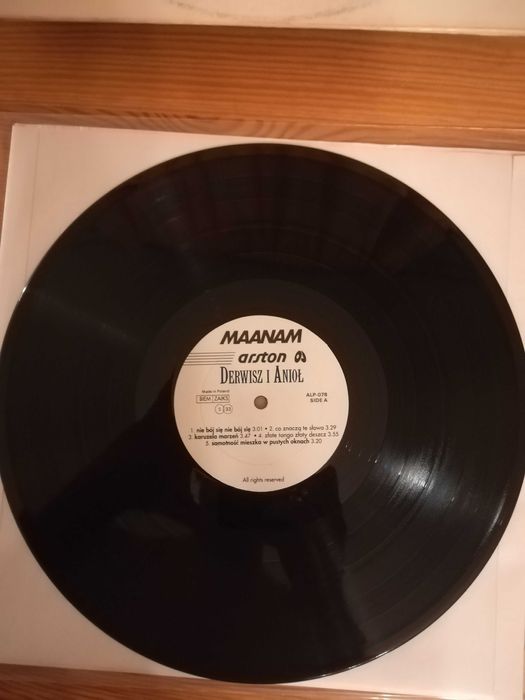 MAANAM
arston
DERWISZ I ANIOŁ
Made in Poland
BIEM ZAIKS
S 33
ALP-078
SIDE A
1. nie bój się nie bój się 3.01 • 2. co znaczą te słowa 3.29
3. karuzela marzeń 3.47 • 4. złote tango złoty deszcz 3.55
5. samotność mieszka w pustych oknach 3.20
All rights reserved